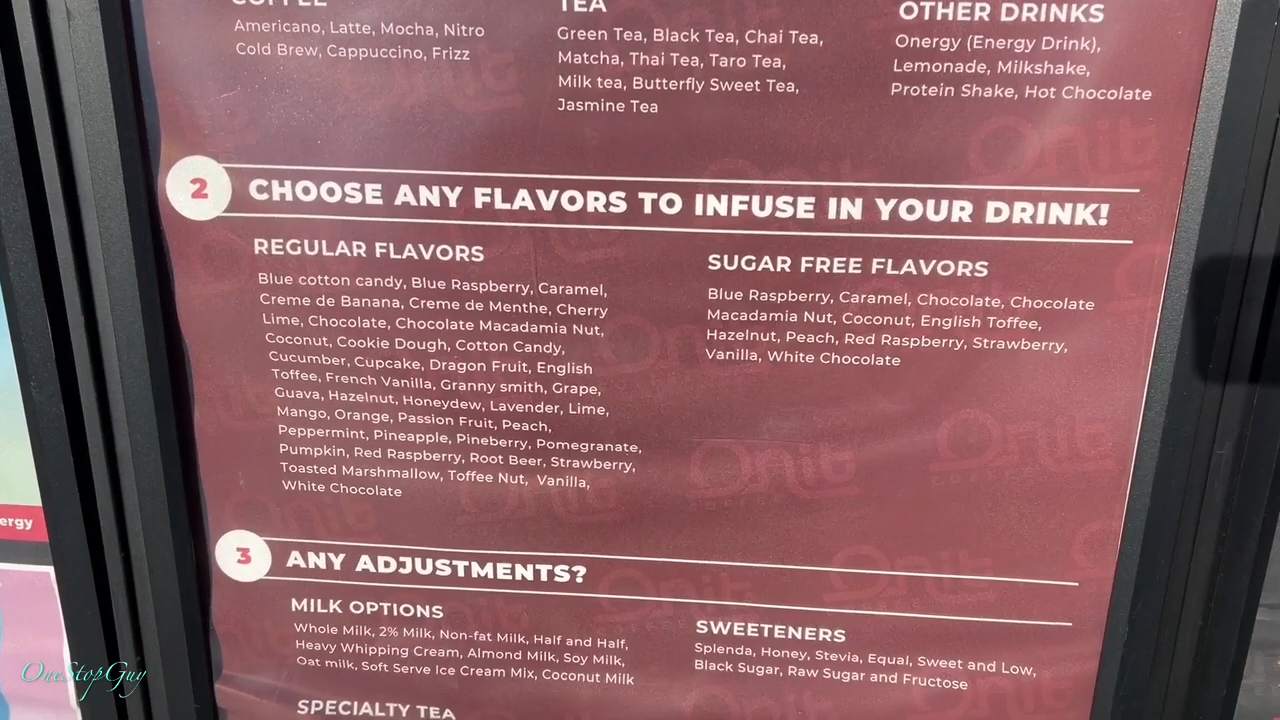 COFFEE
Americano, Latte, Mocha, Nitro
Cold Brew, Cappuccino, Frizz
TEA
Green Tea, Black Tea, Chai Tea,
Matcha, Thai Tea, Taro Tea,
Milk tea, Butterfly Sweet Tea,
Jasmine Tea
OTHER DRINKS
Onergy (Energy Drink),
Lemonade, Milkshake,
Protein Shake, Hot Chocolate
2 CHOOSE ANY FLAVORS TO INFUSE IN YOUR DRINK!
REGULAR FLAVORS
Blue cotton candy, Blue Raspberry, Caramel,
Creme de Banana, Creme de Menthe, Cherry
Lime, Chocolate, Chocolate Macadamia Nut,
Coconut, Cookie Dough, Cotton Candy,
Cucumber, Cupcake, Dragon Fruit, English
Toffee, French Vanilla, Granny smith, Grape,
Guava, Hazelnut, Honeydew, Lavender, Lime,
Mango, Orange, Passion Fruit, Peach,
Peppermint, Pineapple, Pineberry, Pomegranate,
Pumpkin, Red Raspberry, Root Beer, Strawberry,
Toasted Marshmallow, Toffee Nut, Vanilla,
White Chocolate
SUGAR FREE FLAVORS
Blue Raspberry, Caramel, Chocolate, Chocolate
Macadamia Nut, Coconut, English Toffee,
Hazelnut, Peach, Red Raspberry, Strawberry,
Vanilla, White Chocolate
3 ANY ADJUSTMENTS?
MILK OPTIONS
Whole Milk, 2% Milk, Non-fat Milk, Half and Half,
Heavy Whipping Cream, Almond Milk, Soy Milk,
Oat milk, Soft Serve Ice Cream Mix, Coconut Milk
SWEETENERS
Splenda, Honey, Stevia, Equal, Sweet and Low,
Black Sugar, Raw Sugar and Fructose
SPECIALTY TEA
ergy
OneStopGuy
Onit